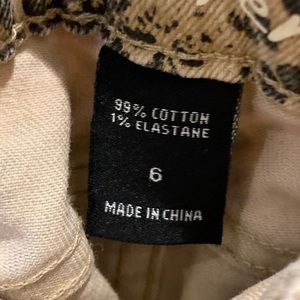 99% COTTON
1% ELASTANE
6
MADE IN CHINA